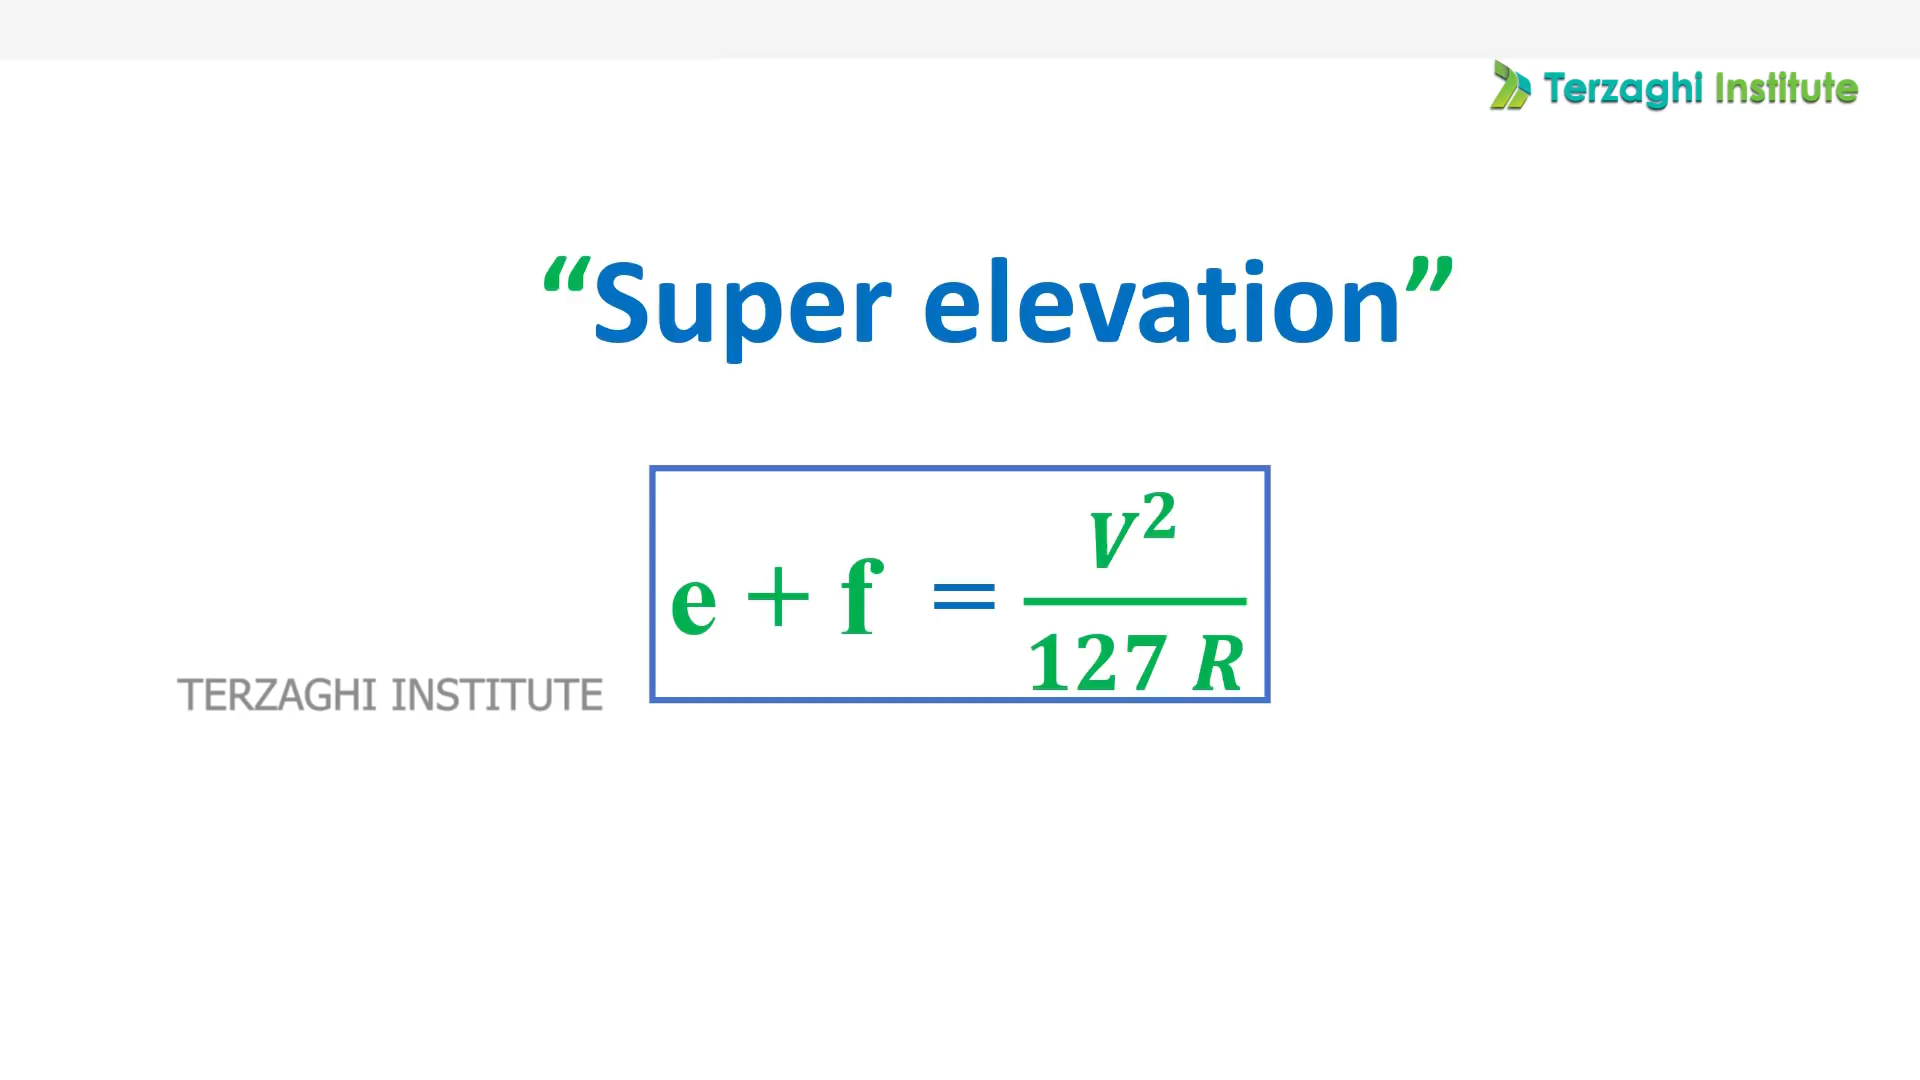 Terzaghi Institute
“Super elevation”
e + f = V² / 127 R
TERZAGHI INSTITUTE